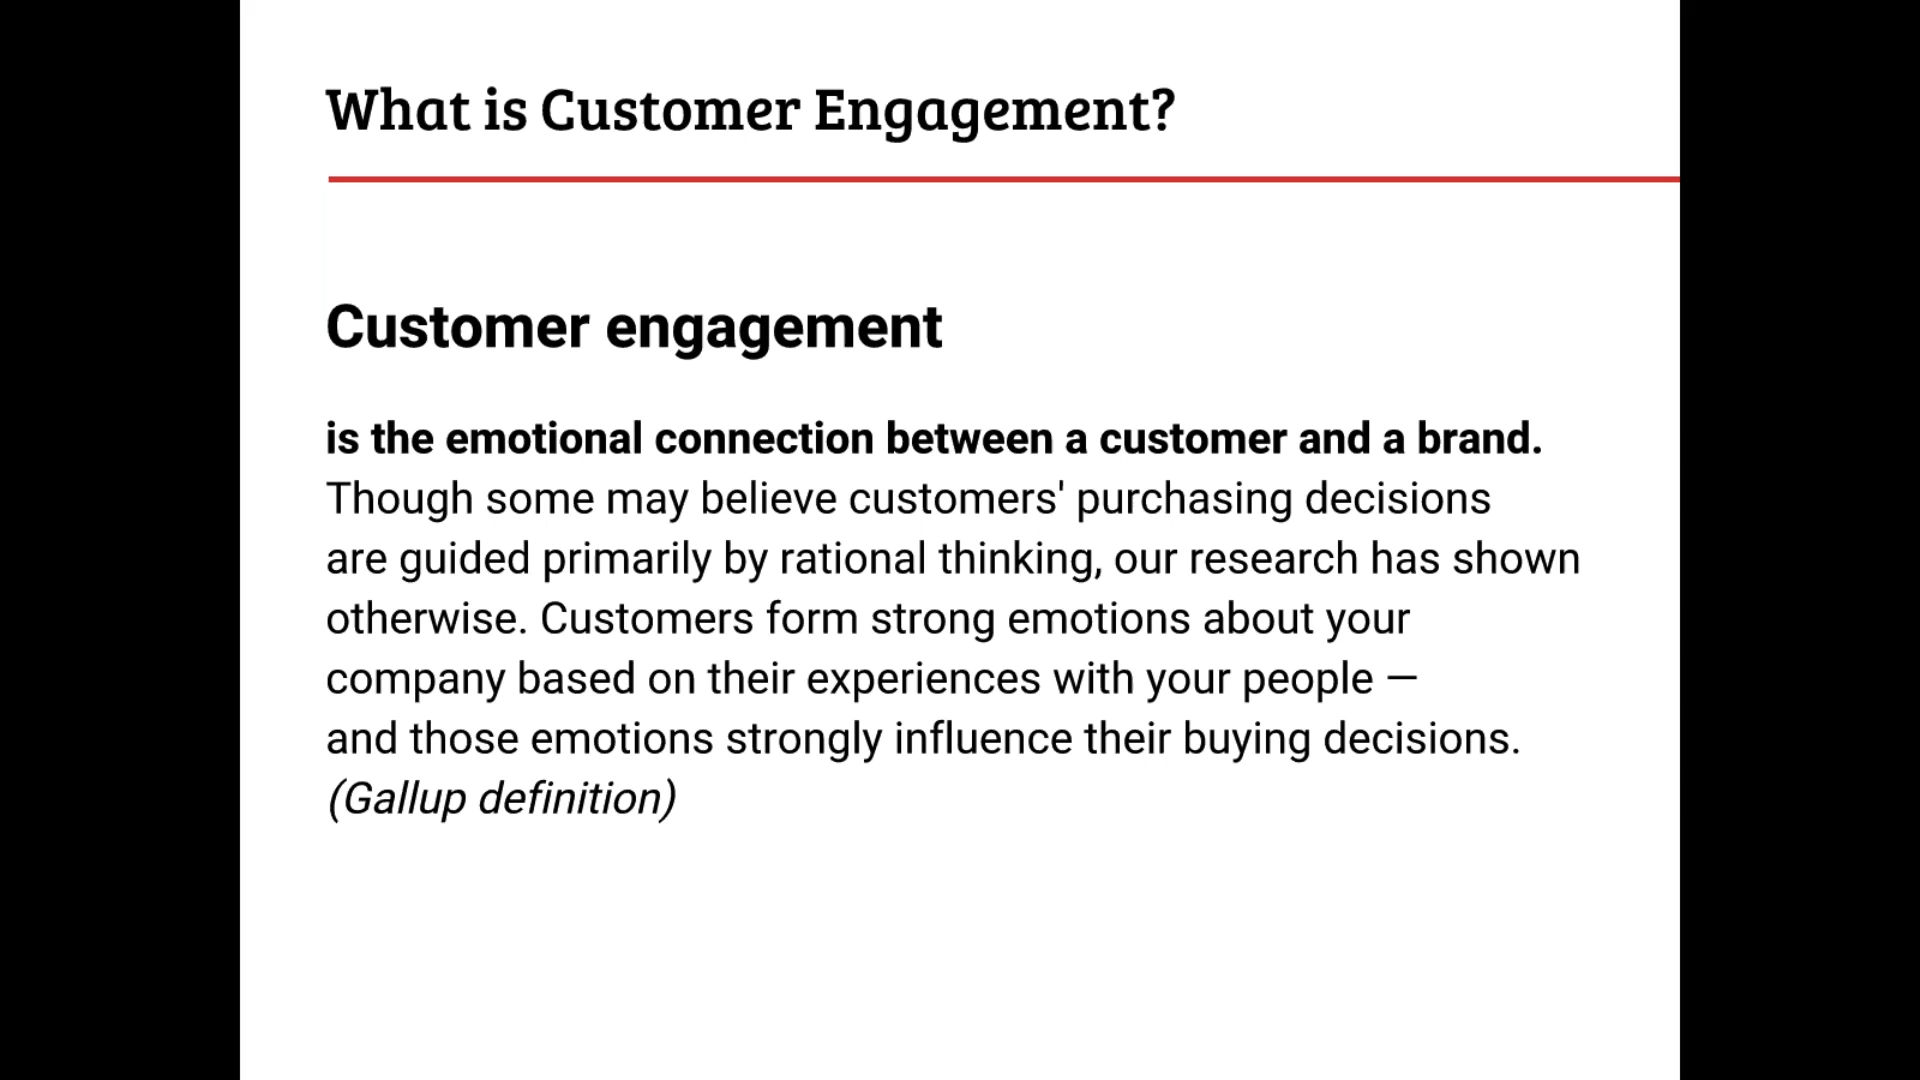 What is Customer Engagement?
Customer engagement
is the emotional connection between a customer and a brand.
Though some may believe customers' purchasing decisions
are guided primarily by rational thinking, our research has shown
otherwise. Customers form strong emotions about your
company based on their experiences with your people —
and those emotions strongly influence their buying decisions.
(Gallup definition)